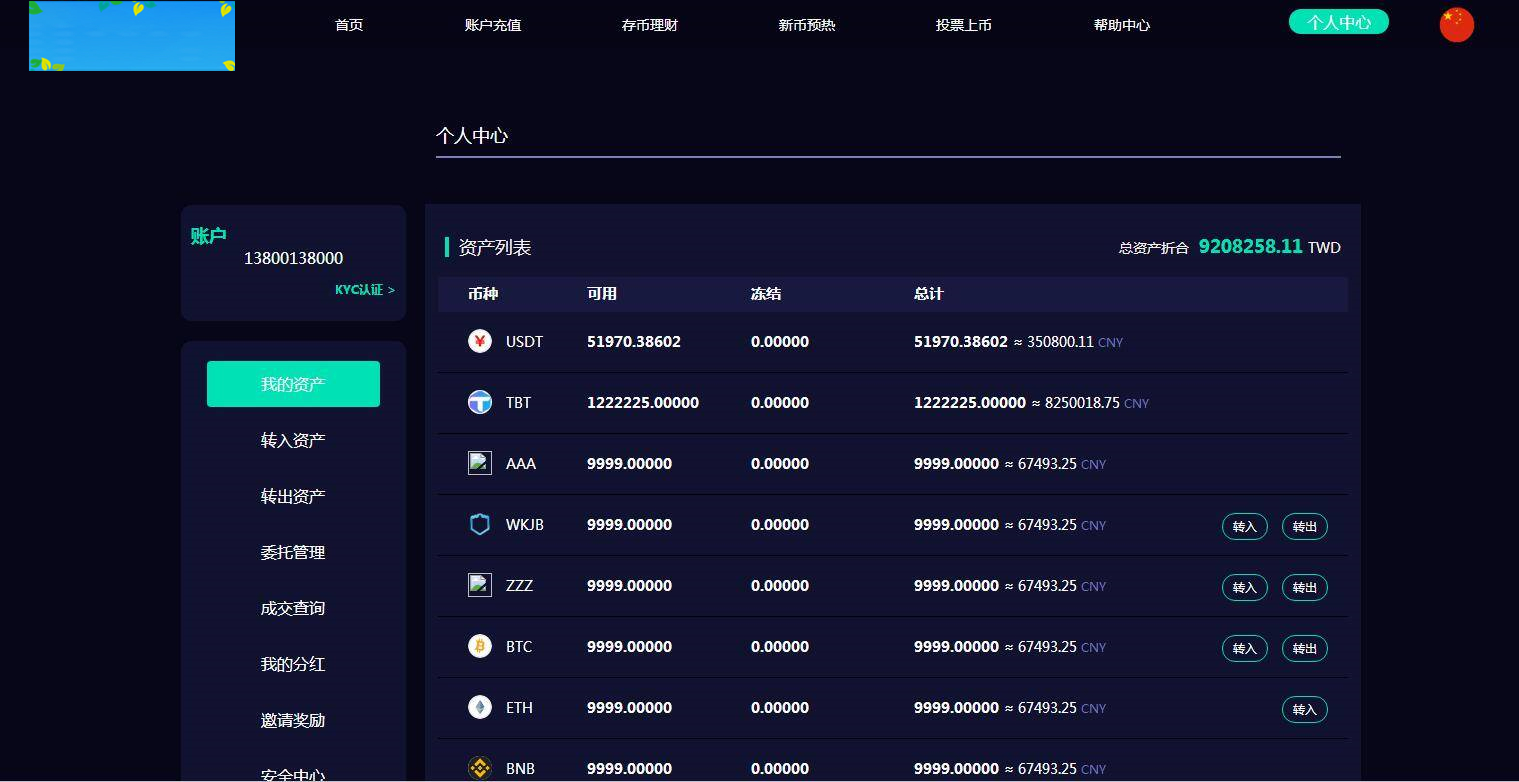 首页 账户充值 存币理财 新币预热 投票上币 帮助中心 个人中心
个人中心
账户
13800138000
KYC认证 >
我的资产
转入资产
转出资产
委托管理
成交查询
我的分红
邀请奖励
安全中心
资产列表 总资产折合 9208258.11 TWD
币种 可用 冻结 总计
USDT 51970.38602 0.00000 51970.38602 ≈ 350800.11 CNY
TBT 1222225.00000 0.00000 1222225.00000 ≈ 8250018.75 CNY
AAA 9999.00000 0.00000 9999.00000 ≈ 67493.25 CNY
WKJB 9999.00000 0.00000 9999.00000 ≈ 67493.25 CNY 转入 转出
ZZZ 9999.00000 0.00000 9999.00000 ≈ 67493.25 CNY 转入 转出
BTC 9999.00000 0.00000 9999.00000 ≈ 67493.25 CNY 转入 转出
ETH 9999.00000 0.00000 9999.00000 ≈ 67493.25 CNY 转入
BNB 9999.00000 0.00000 9999.00000 ≈ 67493.25 CNY